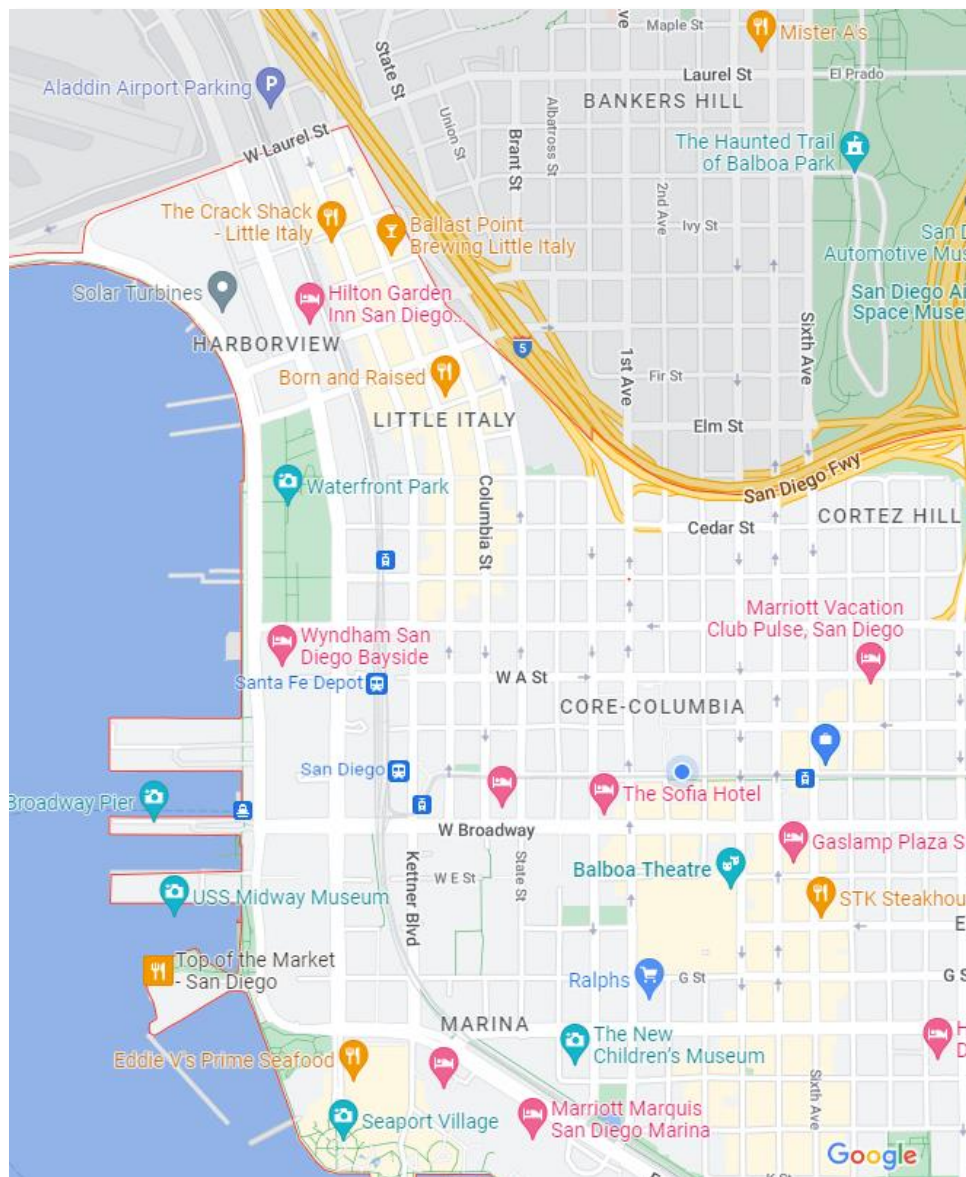 Maple St
Mister A's
State St
Laurel St
El Prado
Aladdin Airport Parking
BANKERS HILL
Union St
Albatross St
Brant St
W Laurel St
The Haunted Trail
of Balboa Park
2nd Ave
The Crack Shack
- Little Italy
Ballast Point
Brewing Little Italy
Ivy St
San D
Automotive Mus
Solar Turbines
Hilton Garden
Inn San Diego...
San Diego Ai
Space Muse
HARBORVIEW
5
Sixth Ave
1st Ave
Born and Raised
Fir St
LITTLE ITALY
Elm St
San Diego Fwy
Waterfront Park
Columbia St
Cedar St
CORTEZ HILL
Marriott Vacation
Club Pulse, San Diego
Wyndham San
Diego Bayside
Santa Fe Depot
W A St
CORE-COLUMBIA
San Diego
The Sofia Hotel
Broadway Pier
W Broadway
Gaslamp Plaza S
Kettner Blvd
State St
Balboa Theatre
W E St
USS Midway Museum
STK Steakhou
E
Top of the Market
- San Diego
Ralphs
G St
G S
MARINA
The New
Children's Museum
H
D
Eddie V's Prime Seafood
Sixth Ave
Seaport Village
Marriott Marquis
San Diego Marina
Google